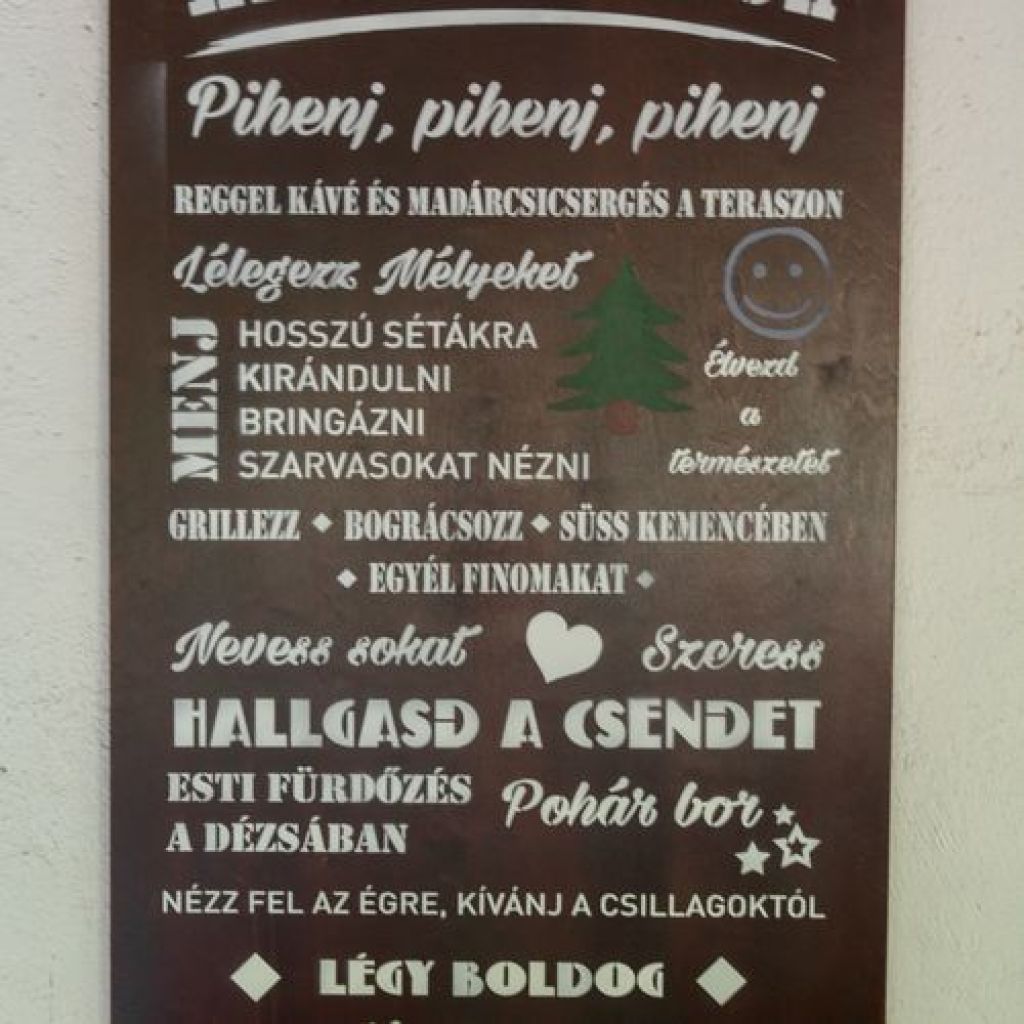 Pihenj, pihenj, pihenj
REGGEL KÁVÉ ÉS MADÁRCSICSERGÉS A TERASZON
Lélegezz Mélyeket
MENJ
HOSSZÚ SÉTÁKRA
KIRÁNDULNI
BRINGÁZNI
SZARVASOKAT NÉZNI
Élvezd
a
természetet
GRILLEZZ ◆ BOGRÁCSOZZ ◆ SÜSS KEMENCÉBEN
◆ EGYÉL FINOMAKAT ◆
Nevess sokat
Szeress
HALLGASD A CSENDET
ESTI FÜRDŐZÉS
A DÉZSÁBAN
Pohár bor
NÉZZ FEL AZ ÉGRE, KÍVÁNJ A CSILLAGOKTÓL
LÉGY BOLDOG